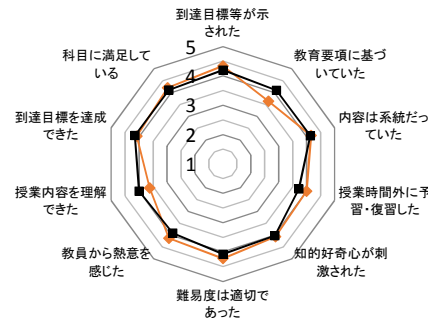 到達目標等が示
された
教育要項に基づ
いていた
内容は系統だっ
ていた
授業時間外に予
習・復習した
知的好奇心が刺
激された
難易度は適切で
あった
教員から熱意を
感じた
授業内容を理解
できた
到達目標を達成
できた
科目に満足して
いる
5
4
3
2
1